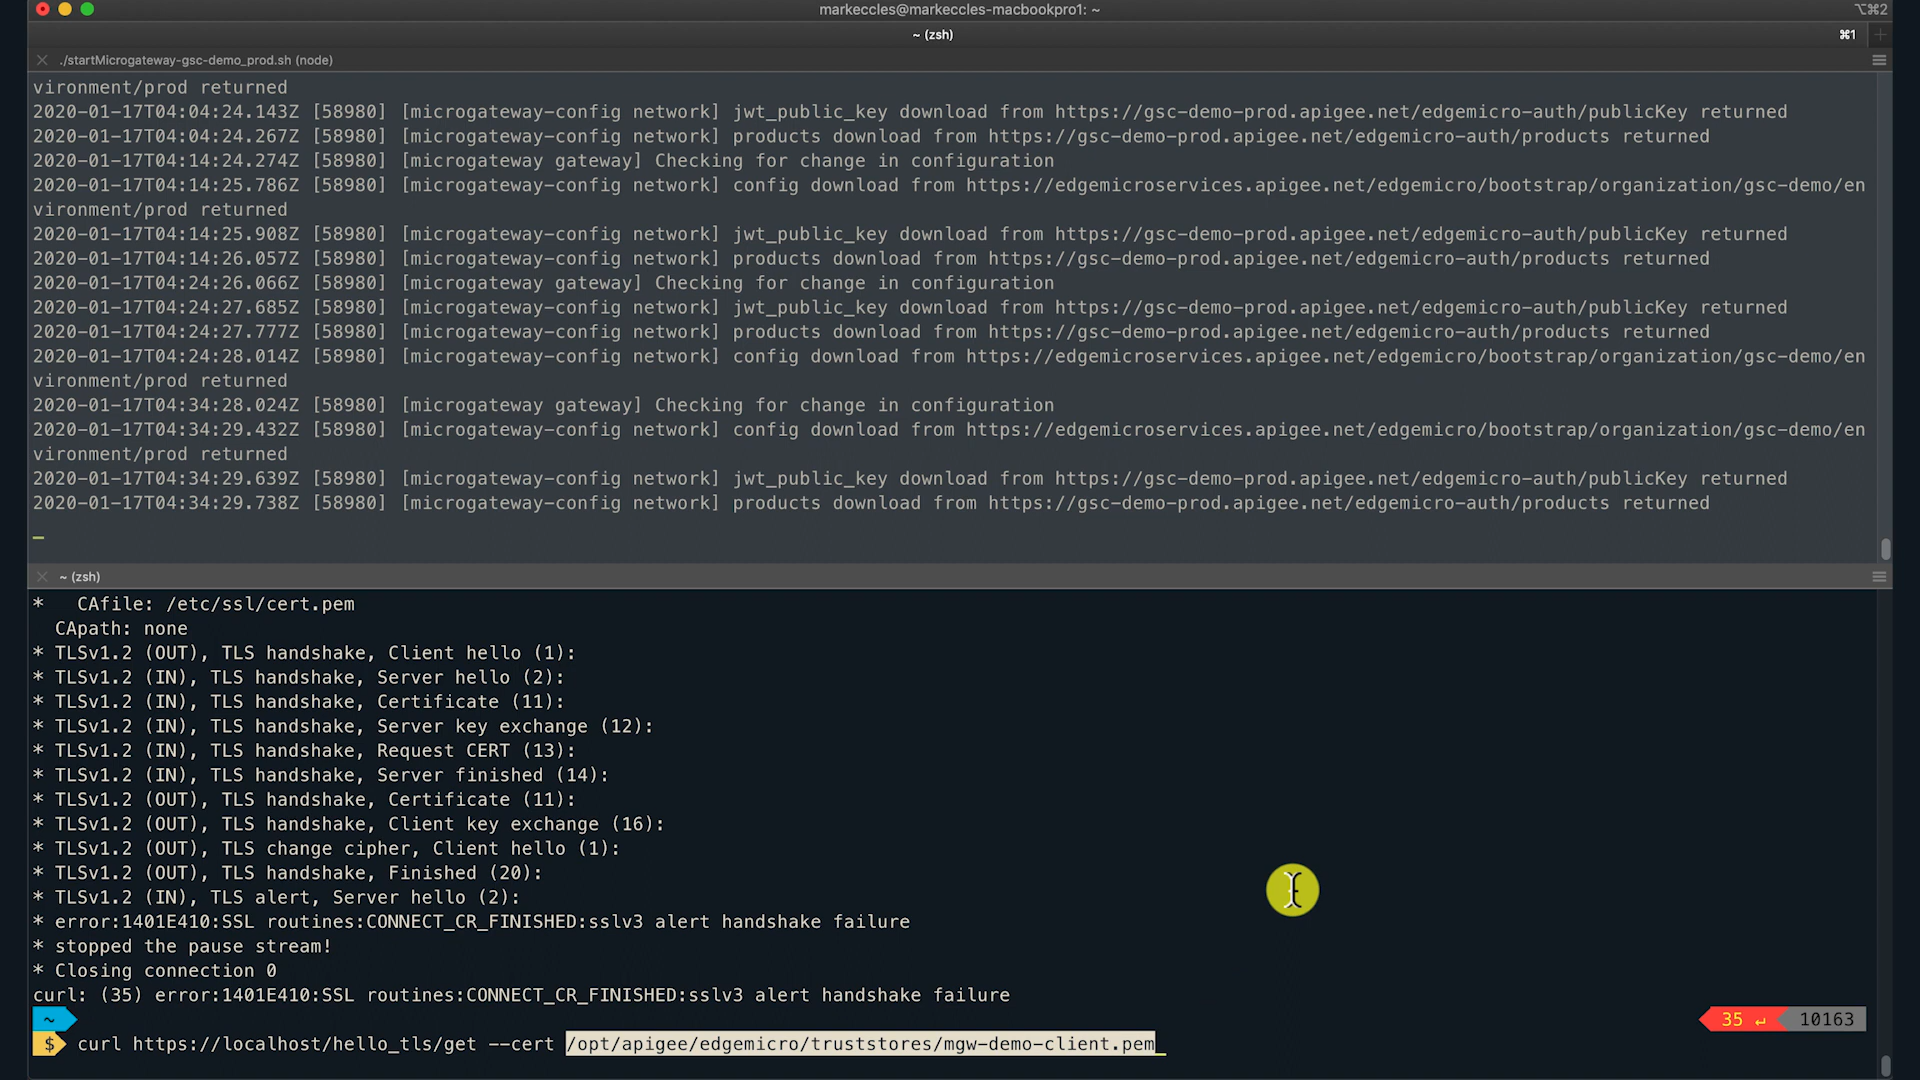 markeccles@markeccles-macbookpro1: ~
⌥⌘2
~ (zsh)
⌘1
./startMicrogateway-gsc-demo_prod.sh (node)
vironment/prod returned
2020-01-17T04:04:24.143Z [58980] [microgateway-config network] jwt_public_key download from https://gsc-demo-prod.apigee.net/edgemicro-auth/publicKey returned
2020-01-17T04:04:24.267Z [58980] [microgateway-config network] products download from https://gsc-demo-prod.apigee.net/edgemicro-auth/products returned
2020-01-17T04:14:24.274Z [58980] [microgateway gateway] Checking for change in configuration
2020-01-17T04:14:25.786Z [58980] [microgateway-config network] config download from https://edgemicroservices.apigee.net/edgemicro/bootstrap/organization/gsc-demo/en
vironment/prod returned
2020-01-17T04:14:25.908Z [58980] [microgateway-config network] jwt_public_key download from https://gsc-demo-prod.apigee.net/edgemicro-auth/publicKey returned
2020-01-17T04:14:26.057Z [58980] [microgateway-config network] products download from https://gsc-demo-prod.apigee.net/edgemicro-auth/products returned
2020-01-17T04:24:26.066Z [58980] [microgateway gateway] Checking for change in configuration
2020-01-17T04:24:27.685Z [58980] [microgateway-config network] jwt_public_key download from https://gsc-demo-prod.apigee.net/edgemicro-auth/publicKey returned
2020-01-17T04:24:27.777Z [58980] [microgateway-config network] products download from https://gsc-demo-prod.apigee.net/edgemicro-auth/products returned
2020-01-17T04:24:28.014Z [58980] [microgateway-config network] config download from https://edgemicroservices.apigee.net/edgemicro/bootstrap/organization/gsc-demo/en
vironment/prod returned
2020-01-17T04:34:28.024Z [58980] [microgateway gateway] Checking for change in configuration
2020-01-17T04:34:29.432Z [58980] [microgateway-config network] config download from https://edgemicroservices.apigee.net/edgemicro/bootstrap/organization/gsc-demo/en
vironment/prod returned
2020-01-17T04:34:29.639Z [58980] [microgateway-config network] jwt_public_key download from https://gsc-demo-prod.apigee.net/edgemicro-auth/publicKey returned
2020-01-17T04:34:29.738Z [58980] [microgateway-config network] products download from https://gsc-demo-prod.apigee.net/edgemicro-auth/products returned
~ (zsh)
*   CAfile: /etc/ssl/cert.pem
  CApath: none
* TLSv1.2 (OUT), TLS handshake, Client hello (1):
* TLSv1.2 (IN), TLS handshake, Server hello (2):
* TLSv1.2 (IN), TLS handshake, Certificate (11):
* TLSv1.2 (IN), TLS handshake, Server key exchange (12):
* TLSv1.2 (IN), TLS handshake, Request CERT (13):
* TLSv1.2 (IN), TLS handshake, Server finished (14):
* TLSv1.2 (OUT), TLS handshake, Certificate (11):
* TLSv1.2 (OUT), TLS handshake, Client key exchange (16):
* TLSv1.2 (OUT), TLS change cipher, Client hello (1):
* TLSv1.2 (OUT), TLS handshake, Finished (20):
* TLSv1.2 (IN), TLS alert, Server hello (2):
* error:1401E410:SSL routines:CONNECT_CR_FINISHED:sslv3 alert handshake failure
* stopped the pause stream!
* Closing connection 0
curl: (35) error:1401E410:SSL routines:CONNECT_CR_FINISHED:sslv3 alert handshake failure
~ 35 ↵ 10163
$ curl https://localhost/hello_tls/get --cert /opt/apigee/edgemicro/truststores/mgw-demo-client.pem